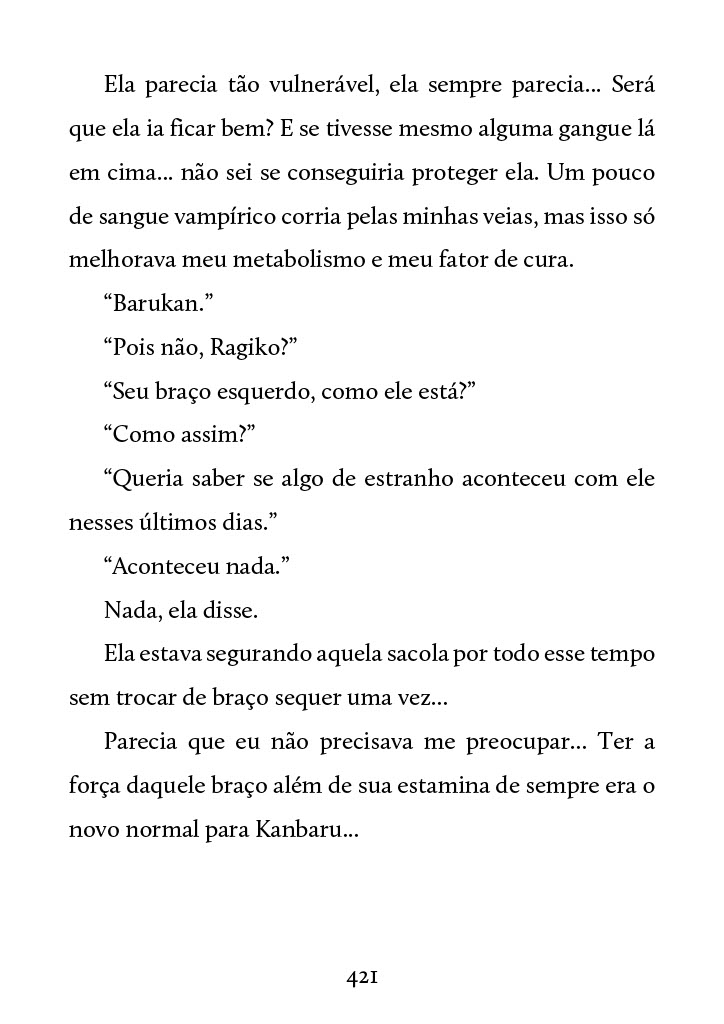 Ela parecia tão vulnerável, ela sempre parecia... Será
que ela ia ficar bem? E se tivesse mesmo alguma gangue lá
em cima... não sei se conseguiria proteger ela. Um pouco
de sangue vampírico corria pelas minhas veias, mas isso só
melhorava meu metabolismo e meu fator de cura.
“Barukan.”
“Pois não, Ragiko?”
“Seu braço esquerdo, como ele está?”
“Como assim?”
“Queria saber se algo de estranho aconteceu com ele
nesses últimos dias.”
“Aconteceu nada.”
Nada, ela disse.
Ela estava segurando aquela sacola por todo esse tempo
sem trocar de braço sequer uma vez...
Parecia que eu não precisava me preocupar... Ter a
força daquele braço além de sua estamina de sempre era o
novo normal para Kanbaru...
421